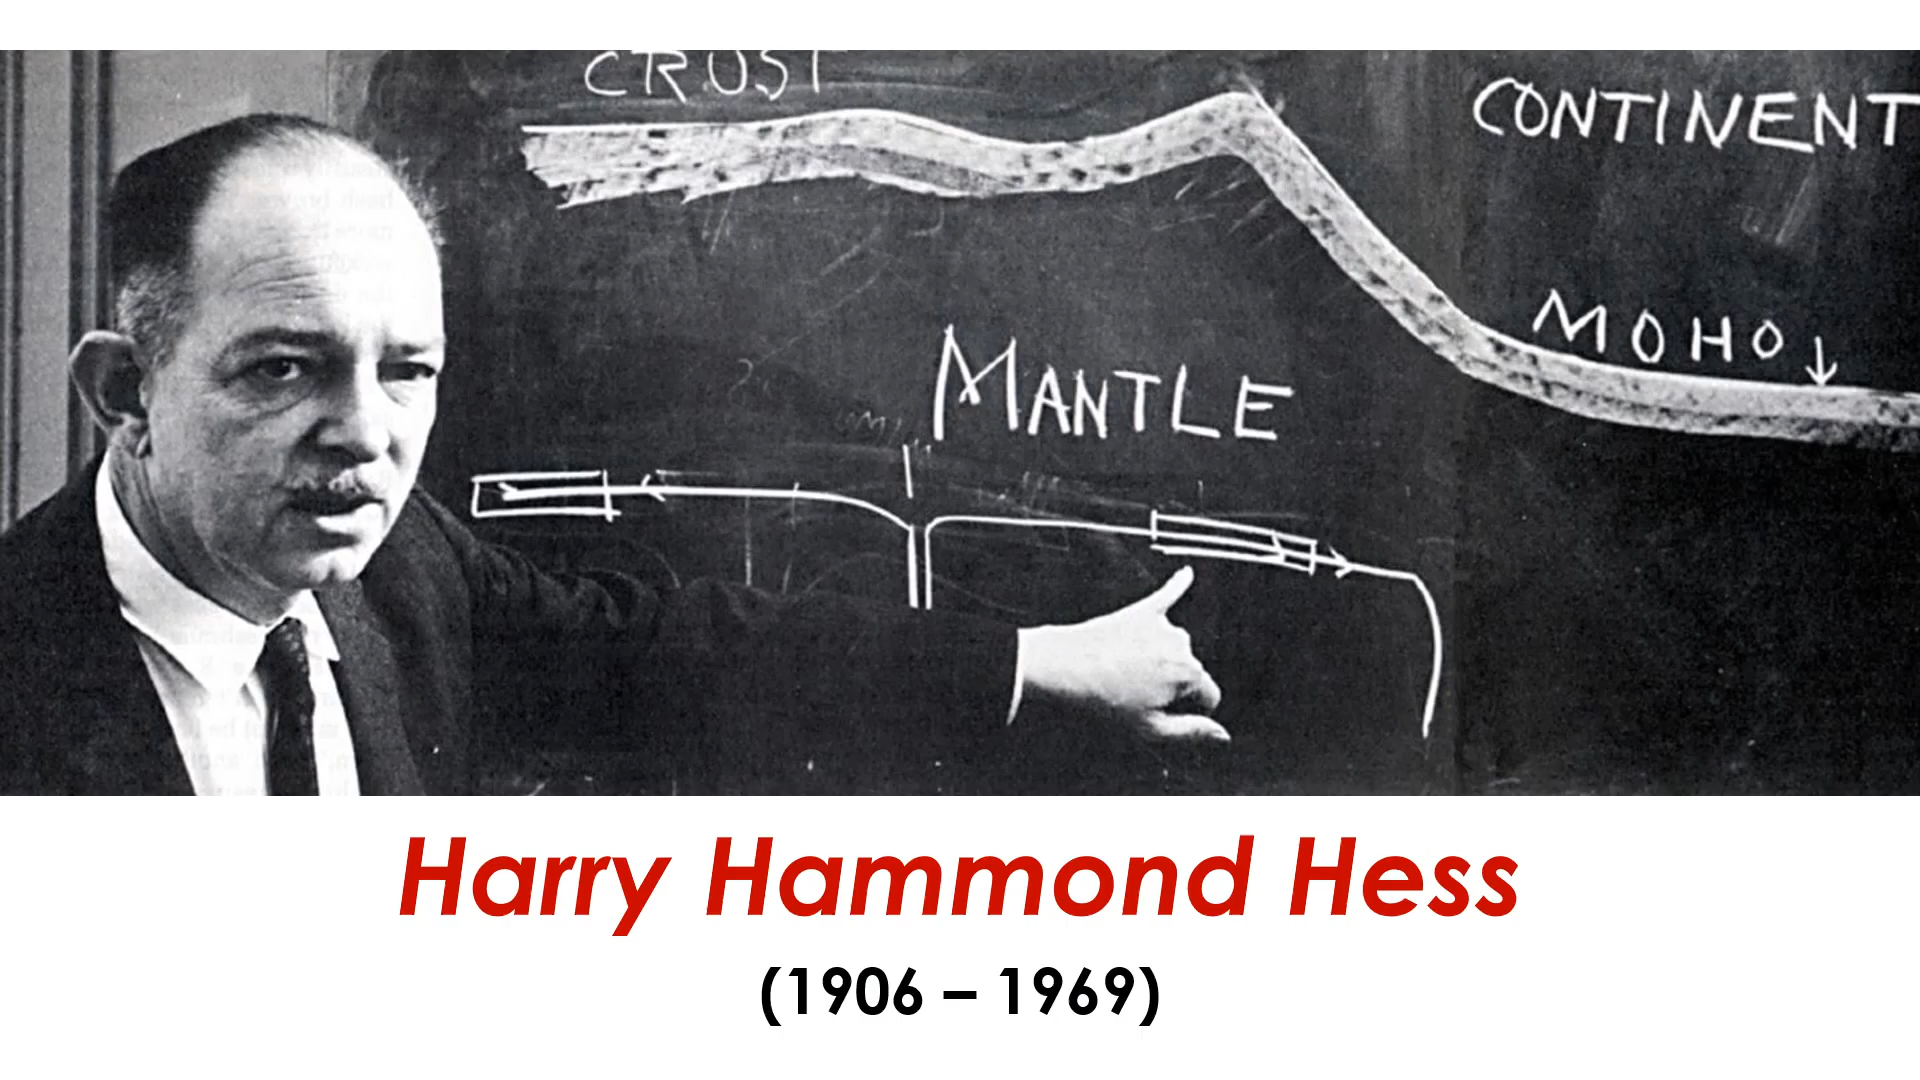 CRUST
CONTINENT
MOHO ↓
MANTLE
Harry Hammond Hess
(1906 – 1969)